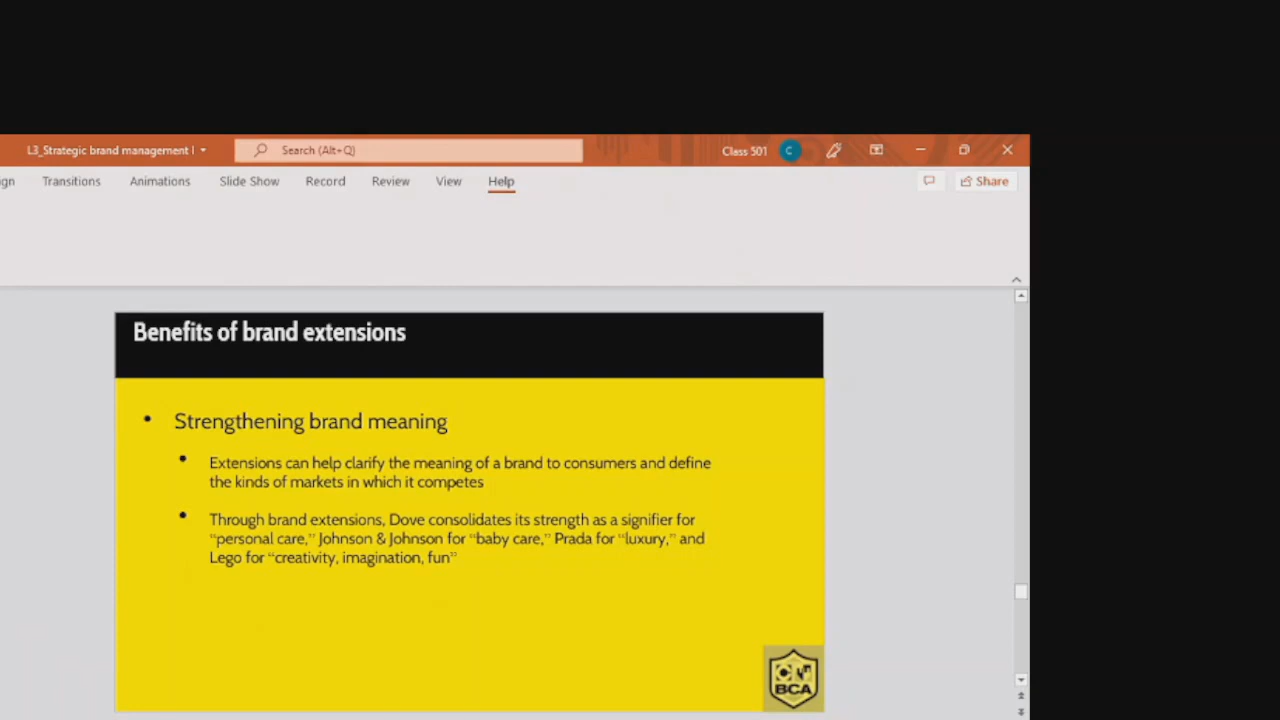 L3_Strategic brand management
Search (Alt+Q)
Class 501
C
gn
Transitions
Animations
Slide Show
Record
Review
View
Help
Share
Benefits of brand extensions
• Strengthening brand meaning
• Extensions can help clarify the meaning of a brand to consumers and define
the kinds of markets in which it competes
• Through brand extensions, Dove consolidates its strength as a signifier for
“personal care,” Johnson & Johnson for “baby care,” Prada for “luxury,” and
Lego for “creativity, imagination, fun”
BCA